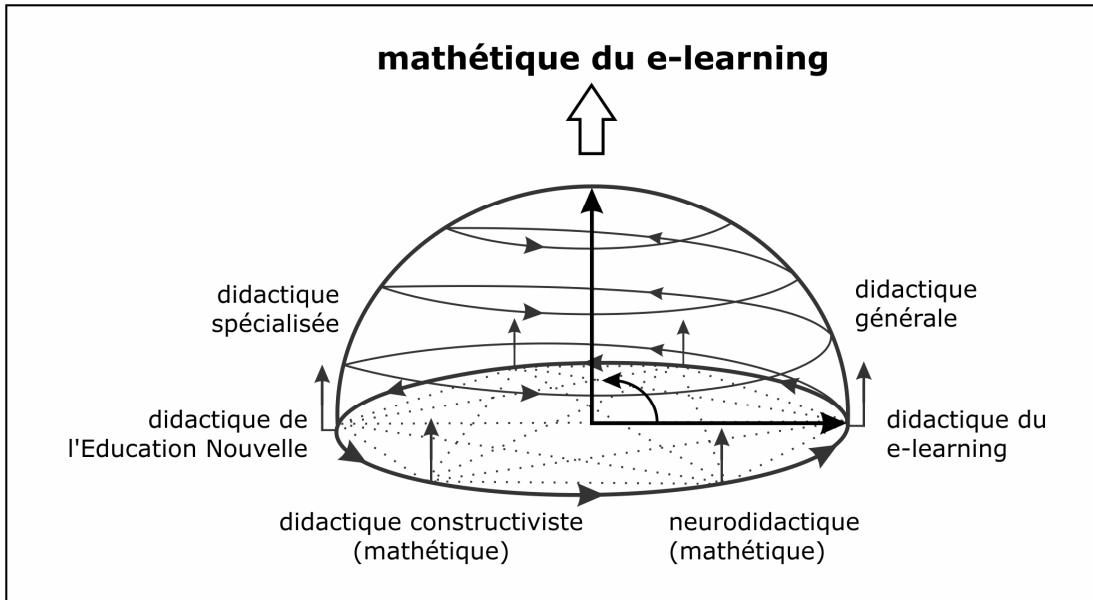 mathétique du e-learning
didactique
spécialisée
didactique
générale
didactique de
l'Education Nouvelle
didactique du
e-learning
didactique constructiviste
(mathétique)
neurodidactique
(mathétique)